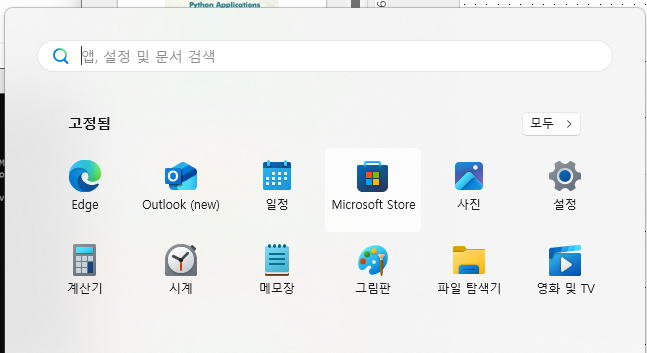 Python Applications
앱, 설정 및 문서 검색
고정됨
모두
Edge
Outlook (new)
일정
Microsoft Store
사진
설정
계산기
시계
메모장
그림판
파일 탐색기
영화 및 TV